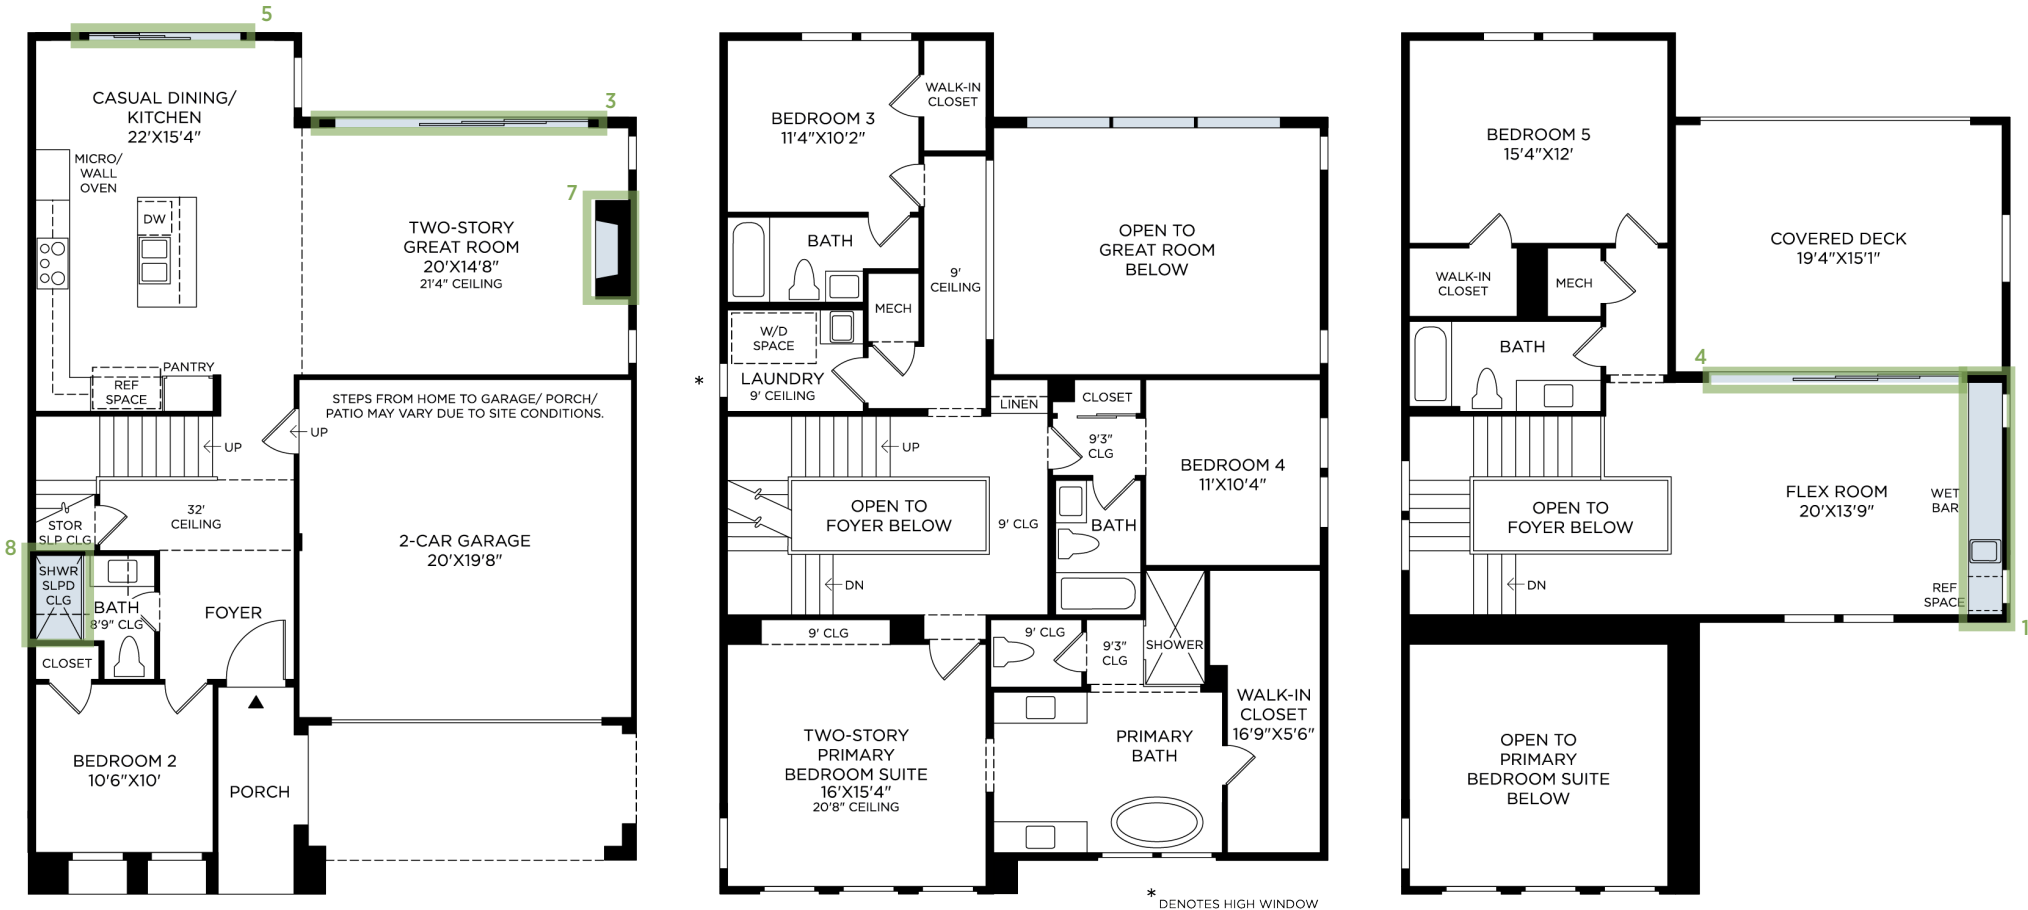 5
CASUAL DINING/
KITCHEN
22'X15'4"
MICRO/
WALL
OVEN
DW
3
7
TWO-STORY
GREAT ROOM
20'X14'8"
21'4" CEILING
PANTRY
REF
SPACE
STEPS FROM HOME TO GARAGE/ PORCH/
PATIO MAY VARY DUE TO SITE CONDITIONS.
UP
UP
32'
CEILING
STOR
SLP CLG
2-CAR GARAGE
20'X19'8"
8
SHWR
SLPD
CLG
BATH
8'9" CLG
FOYER
CLOSET
BEDROOM 2
10'6"X10'
PORCH
BEDROOM 3
11'4"X10'2"
WALK-IN
CLOSET
BATH
OPEN TO
GREAT ROOM
BELOW
9'
CEILING
MECH
W/D
SPACE
*
LAUNDRY
9' CEILING
LINEN
CLOSET
UP
9'3"
CLG
BEDROOM 4
11'X10'4"
OPEN TO
FOYER BELOW
9' CLG
BATH
DN
9' CLG
9' CLG
9'3"
CLG
SHOWER
WALK-IN
CLOSET
16'9"X5'6"
TWO-STORY
PRIMARY
BEDROOM SUITE
16'X15'4"
20'8" CEILING
PRIMARY
BATH
* DENOTES HIGH WINDOW
BEDROOM 5
15'4"X12'
COVERED DECK
19'4"X15'1"
WALK-IN
CLOSET
MECH
BATH
4
FLEX ROOM
20'X13'9"
WET
BAR
OPEN TO
FOYER BELOW
DN
REF
SPACE
1
OPEN TO
PRIMARY
BEDROOM SUITE
BELOW